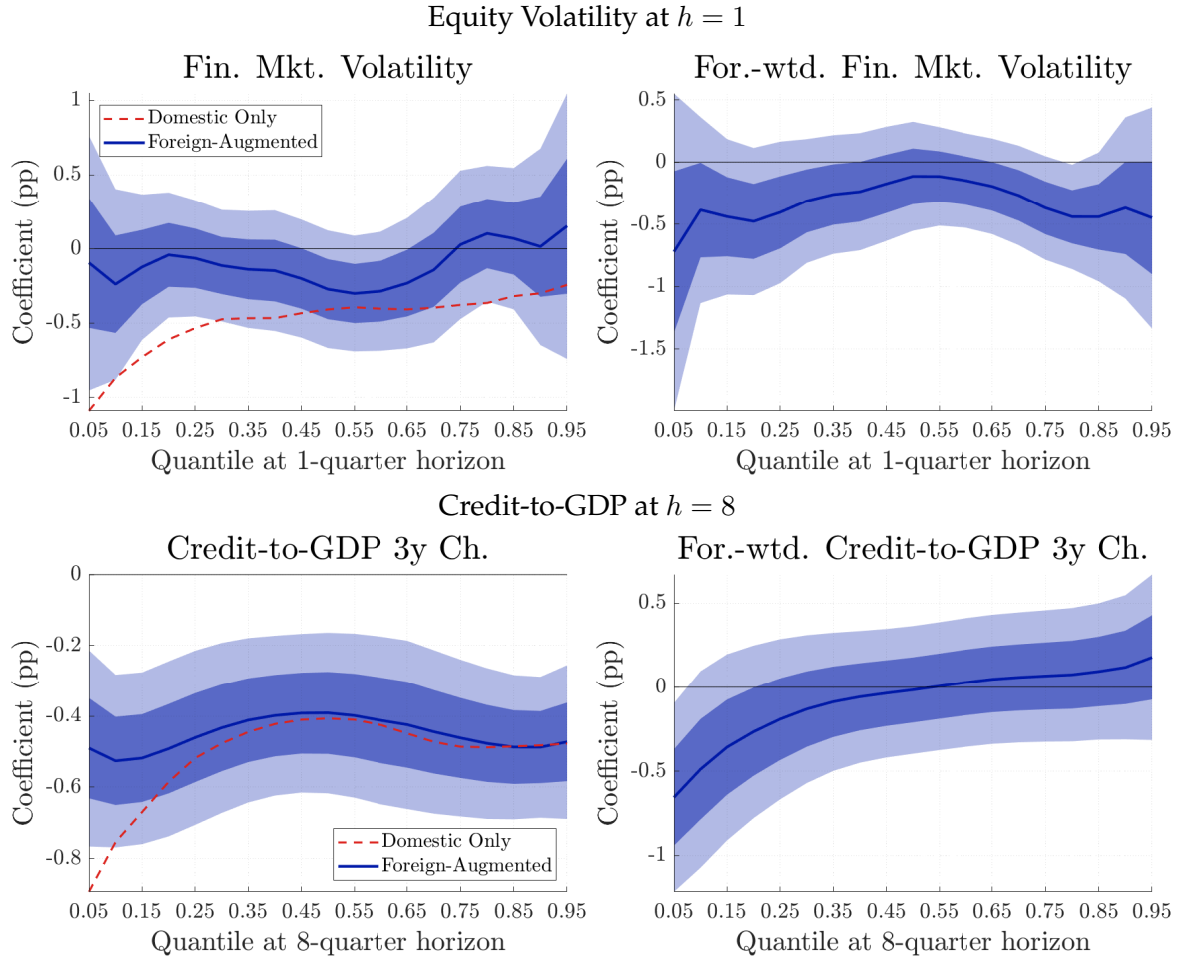 Equity Volatility at h = 1
Fin. Mkt. Volatility
1
0.5
0
-0.5
-1
Coefficient (pp)
Domestic Only
Foreign-Augmented
0.05 0.15 0.25 0.35 0.45 0.55 0.65 0.75 0.85 0.95
Quantile at 1-quarter horizon
For.-wtd. Fin. Mkt. Volatility
0.5
0
-0.5
-1
-1.5
Coefficient (pp)
0.05 0.15 0.25 0.35 0.45 0.55 0.65 0.75 0.85 0.95
Quantile at 1-quarter horizon
Credit-to-GDP at h = 8
Credit-to-GDP 3y Ch.
0
-0.2
-0.4
-0.6
-0.8
Coefficient (pp)
Domestic Only
Foreign-Augmented
0.05 0.15 0.25 0.35 0.45 0.55 0.65 0.75 0.85 0.95
Quantile at 8-quarter horizon
For.-wtd. Credit-to-GDP 3y Ch.
0.5
0
-0.5
-1
Coefficient (pp)
0.05 0.15 0.25 0.35 0.45 0.55 0.65 0.75 0.85 0.95
Quantile at 8-quarter horizon